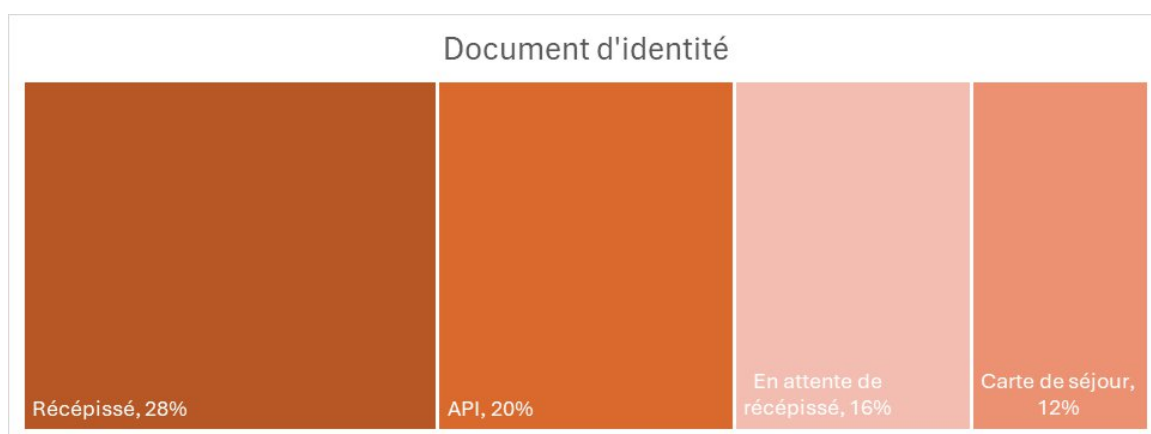 Document d'identité
Récépissé, 28%
API, 20%
En attente de
récépissé, 16%
Carte de séjour,
12%